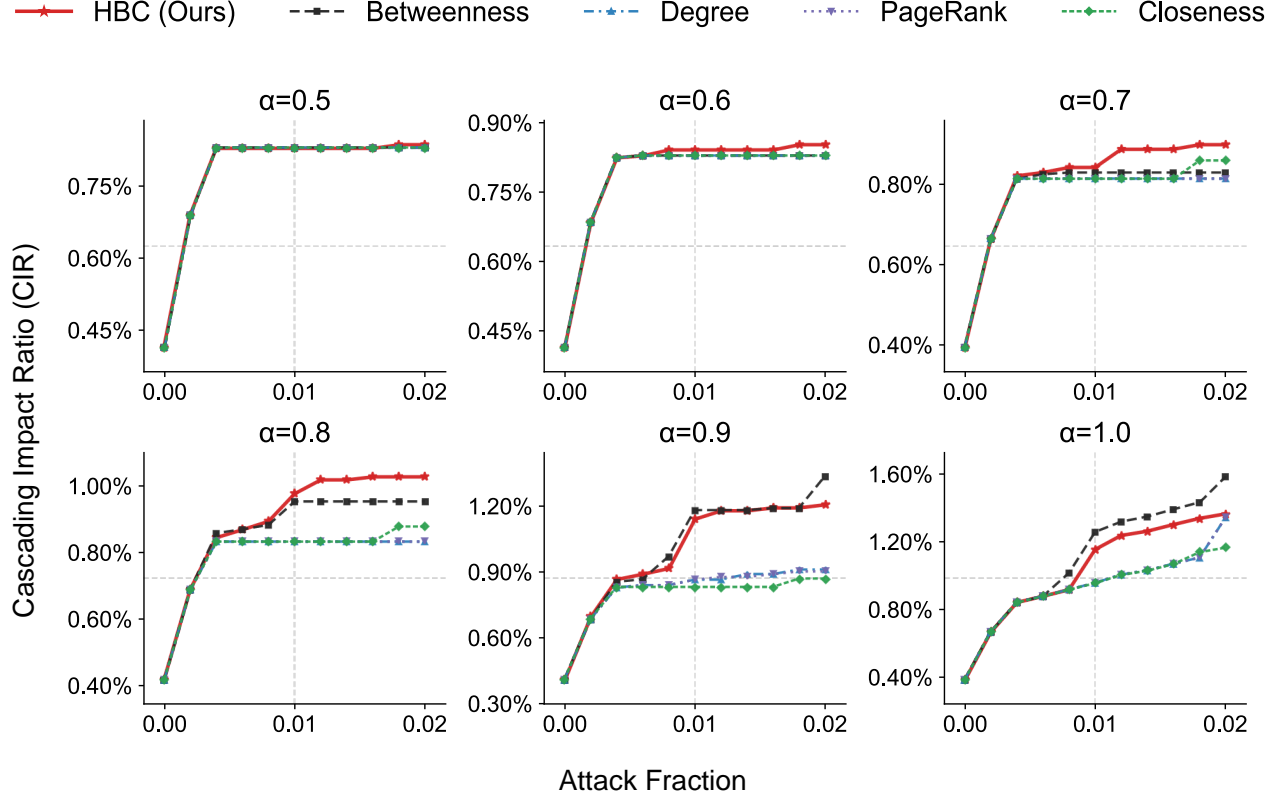 HBC (Ours) Betweenness Degree PageRank Closeness
Cascading Impact Ratio (CIR)
α=0.5
0.75%
0.60%
0.45%
0.00 0.01 0.02
α=0.6
0.90%
0.75%
0.60%
0.45%
0.00 0.01 0.02
α=0.7
0.80%
0.60%
0.40%
0.00 0.01 0.02
α=0.8
1.00%
0.80%
0.60%
0.40%
0.00 0.01 0.02
α=0.9
1.20%
0.90%
0.60%
0.30%
0.00 0.01 0.02
α=1.0
1.60%
1.20%
0.80%
0.40%
0.00 0.01 0.02
Attack Fraction